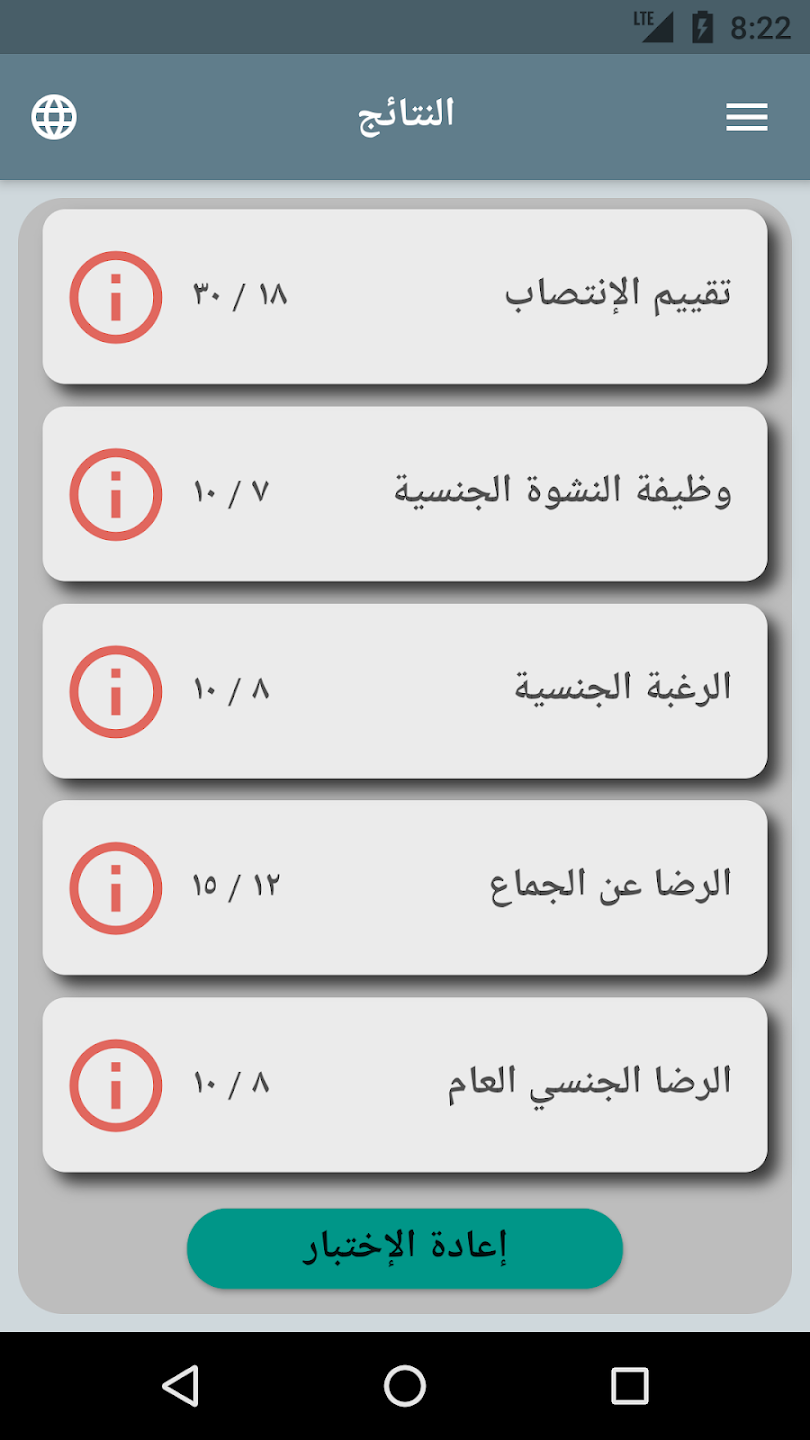 LTE 8:22
النتائج
تقييم الإنتصاب ١٨ / ٣٠
وظيفة النشوة الجنسية ٧ / ١٠
الرغبة الجنسية ٨ / ١٠
الرضا عن الجماع ١٢ / ١٥
الرضا الجنسي العام ٨ / ١٠
إعادة الإختبار